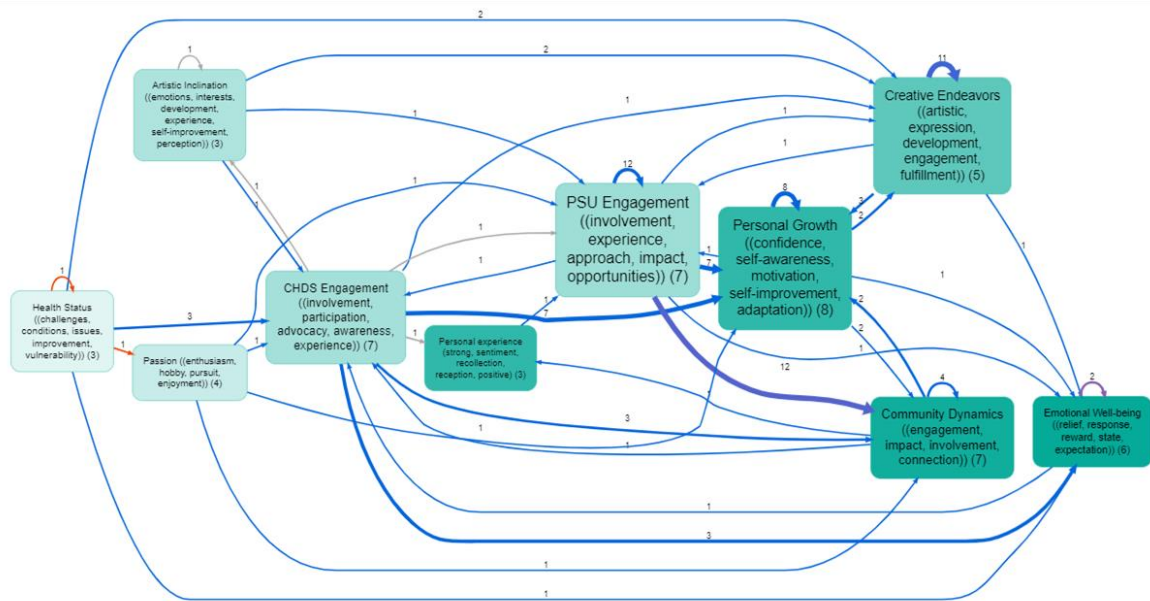 2
1
2
11
Artistic Inclination
((emotions, interests,
development,
experience,
self-improvement,
perception)) (3)
Creative Endeavors
((artistic,
expression,
development,
engagement,
fulfillment)) (5)
1
1
1
1
12
8
1
1
1
PSU Engagement
((involvement,
experience,
approach, impact,
opportunities)) (7)
3
2
Personal Growth
((confidence,
self-awareness,
motivation,
self-improvement,
adaptation)) (8)
1
1
1
7
1
1
1
CHDS Engagement
((involvement,
participation,
advocacy, awareness,
experience)) (7)
1
Health Status
((challenges,
conditions, issues,
improvement,
vulnerability)) (3)
3
1
7
2
2
1
1
Passion ((enthusiasm,
hobby, pursuit,
enjoyment)) (4)
1
1
Personal experience
(strong, sentiment,
recollection,
reception, positive) (3)
12
4
2
1
3
1
1
Community Dynamics
((engagement,
impact, involvement,
connection)) (7)
Emotional Well-being
((relief, response,
reward, state,
expectation)) (6)
1
3
1
1